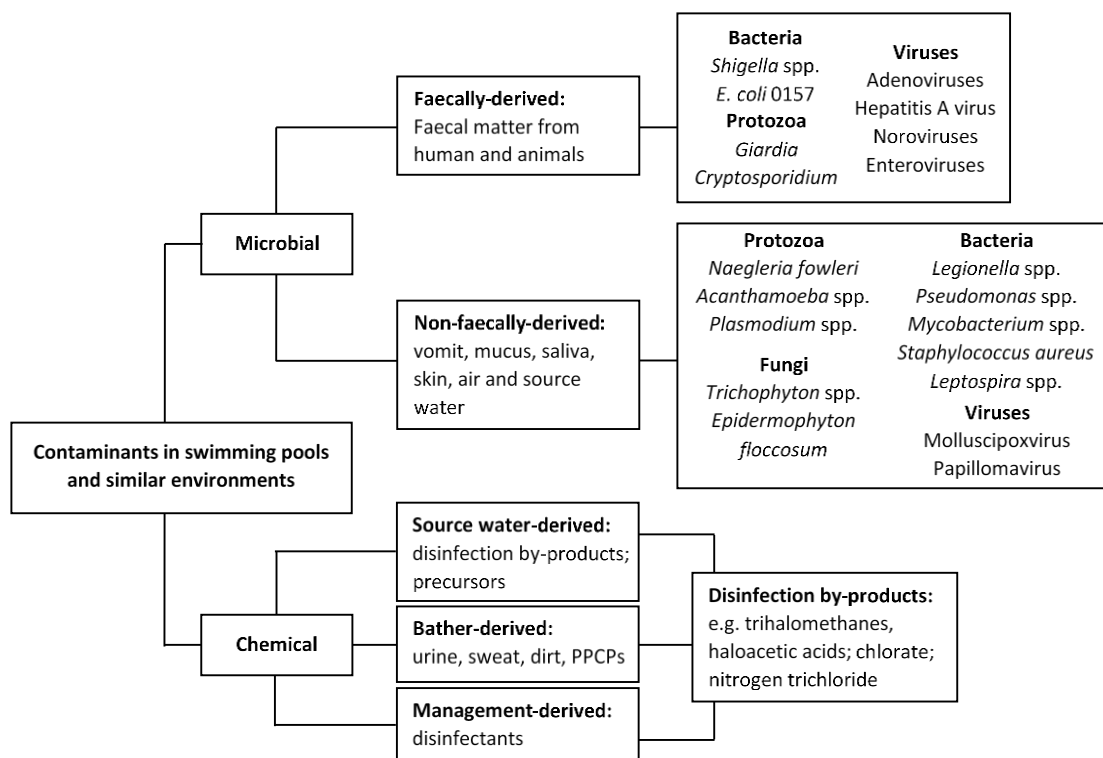 Contaminants in swimming pools
and similar environments
Microbial
Faecally-derived:
Faecal matter from
human and animals
Bacteria
Shigella spp.
E. coli 0157
Protozoa
Giardia
Cryptosporidium
Viruses
Adenoviruses
Hepatitis A virus
Noroviruses
Enteroviruses
Non-faecally-derived:
vomit, mucus, saliva,
skin, air and source
water
Protozoa
Naegleria fowleri
Acanthamoeba spp.
Plasmodium spp.
Fungi
Trichophyton spp.
Epidermophyton
floccosum
Bacteria
Legionella spp.
Pseudomonas spp.
Mycobacterium spp.
Staphylococcus aureus
Leptospira spp.
Viruses
Molluscipoxvirus
Papillomavirus
Chemical
Source water-derived:
disinfection by-products;
precursors
Bather-derived:
urine, sweat, dirt, PPCPs
Management-derived:
disinfectants
Disinfection by-products:
e.g. trihalomethanes,
haloacetic acids; chlorate;
nitrogen trichloride